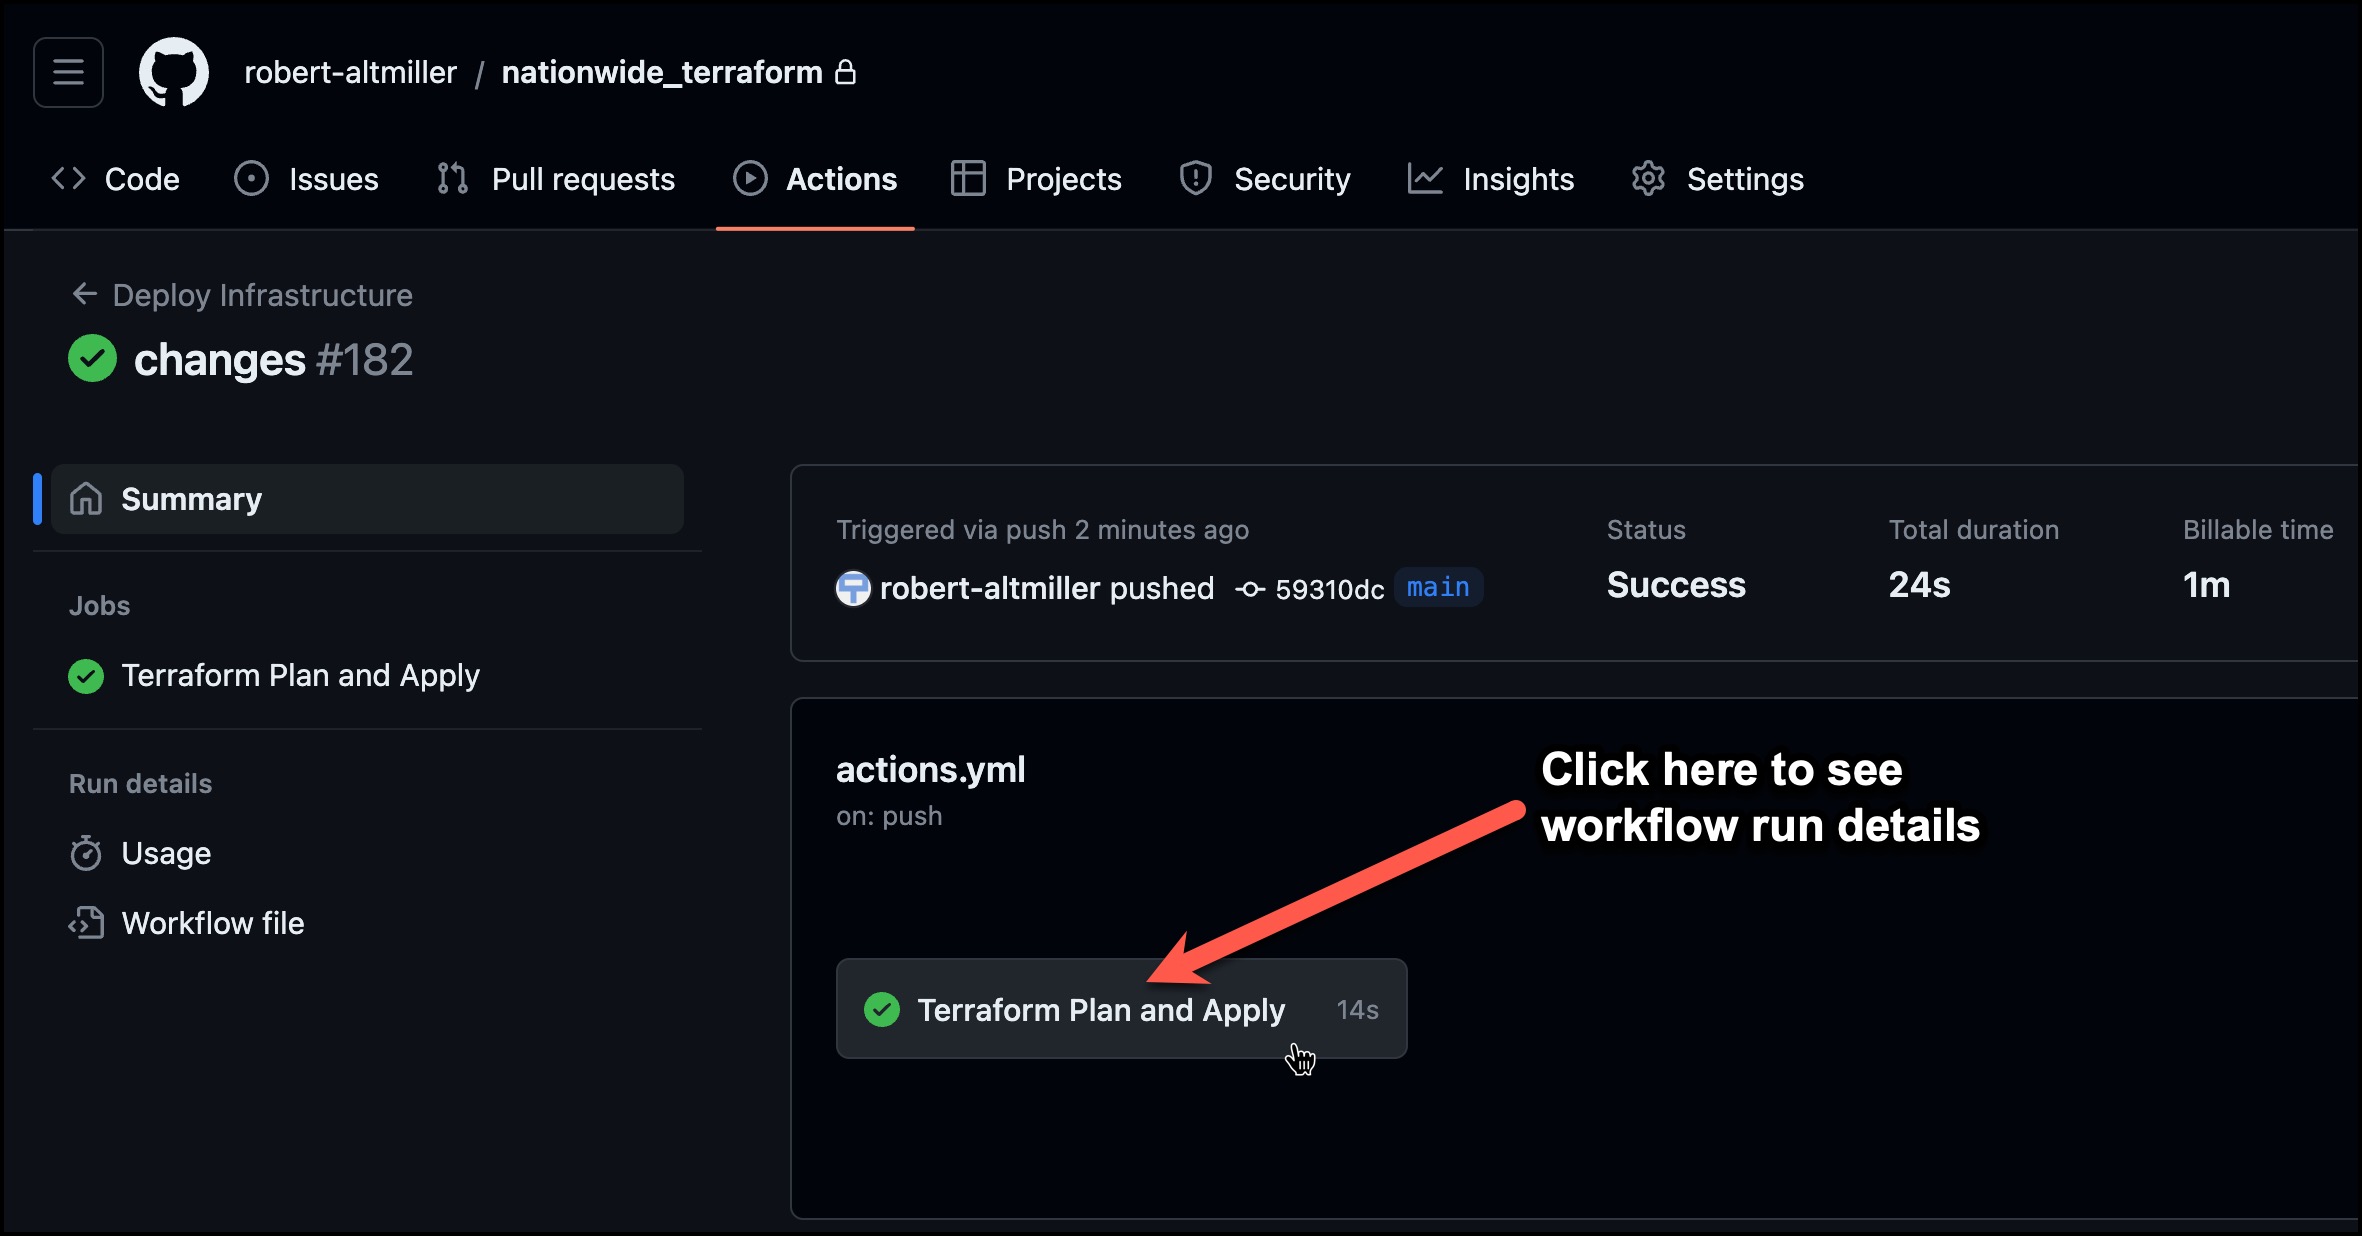 robert-altmiller / nationwide_terraform
Code Issues Pull requests Actions Projects Security Insights Settings
Deploy Infrastructure
changes #182
Summary
Jobs
Terraform Plan and Apply
Run details
Usage
Workflow file
Triggered via push 2 minutes ago
robert-altmiller pushed 59310dc main
Status
Success
Total duration
24s
Billable time
1m
actions.yml
on: push
Click here to see
workflow run details
Terraform Plan and Apply 14s